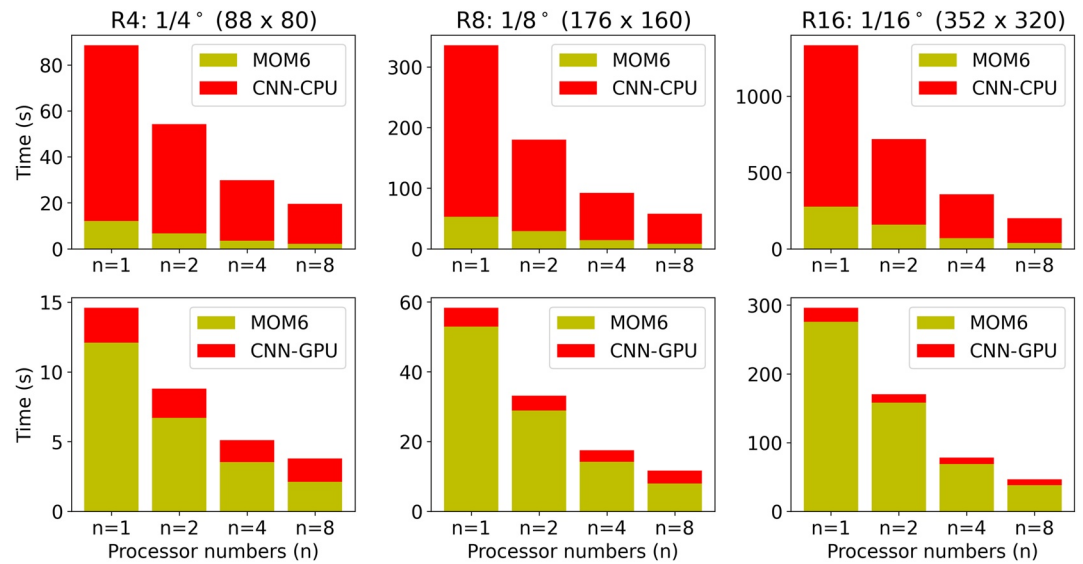 R4: 1/4° (88 x 80)
Time (s)
80
60
40
20
0
MOM6
CNN-CPU
n=1 n=2 n=4 n=8
R8: 1/8° (176 x 160)
300
200
100
0
MOM6
CNN-CPU
n=1 n=2 n=4 n=8
R16: 1/16° (352 x 320)
1000
500
0
MOM6
CNN-CPU
n=1 n=2 n=4 n=8
Time (s)
15
10
5
0
MOM6
CNN-GPU
n=1 n=2 n=4 n=8
Processor numbers (n)
60
40
20
0
MOM6
CNN-GPU
n=1 n=2 n=4 n=8
Processor numbers (n)
300
200
100
0
MOM6
CNN-GPU
n=1 n=2 n=4 n=8
Processor numbers (n)